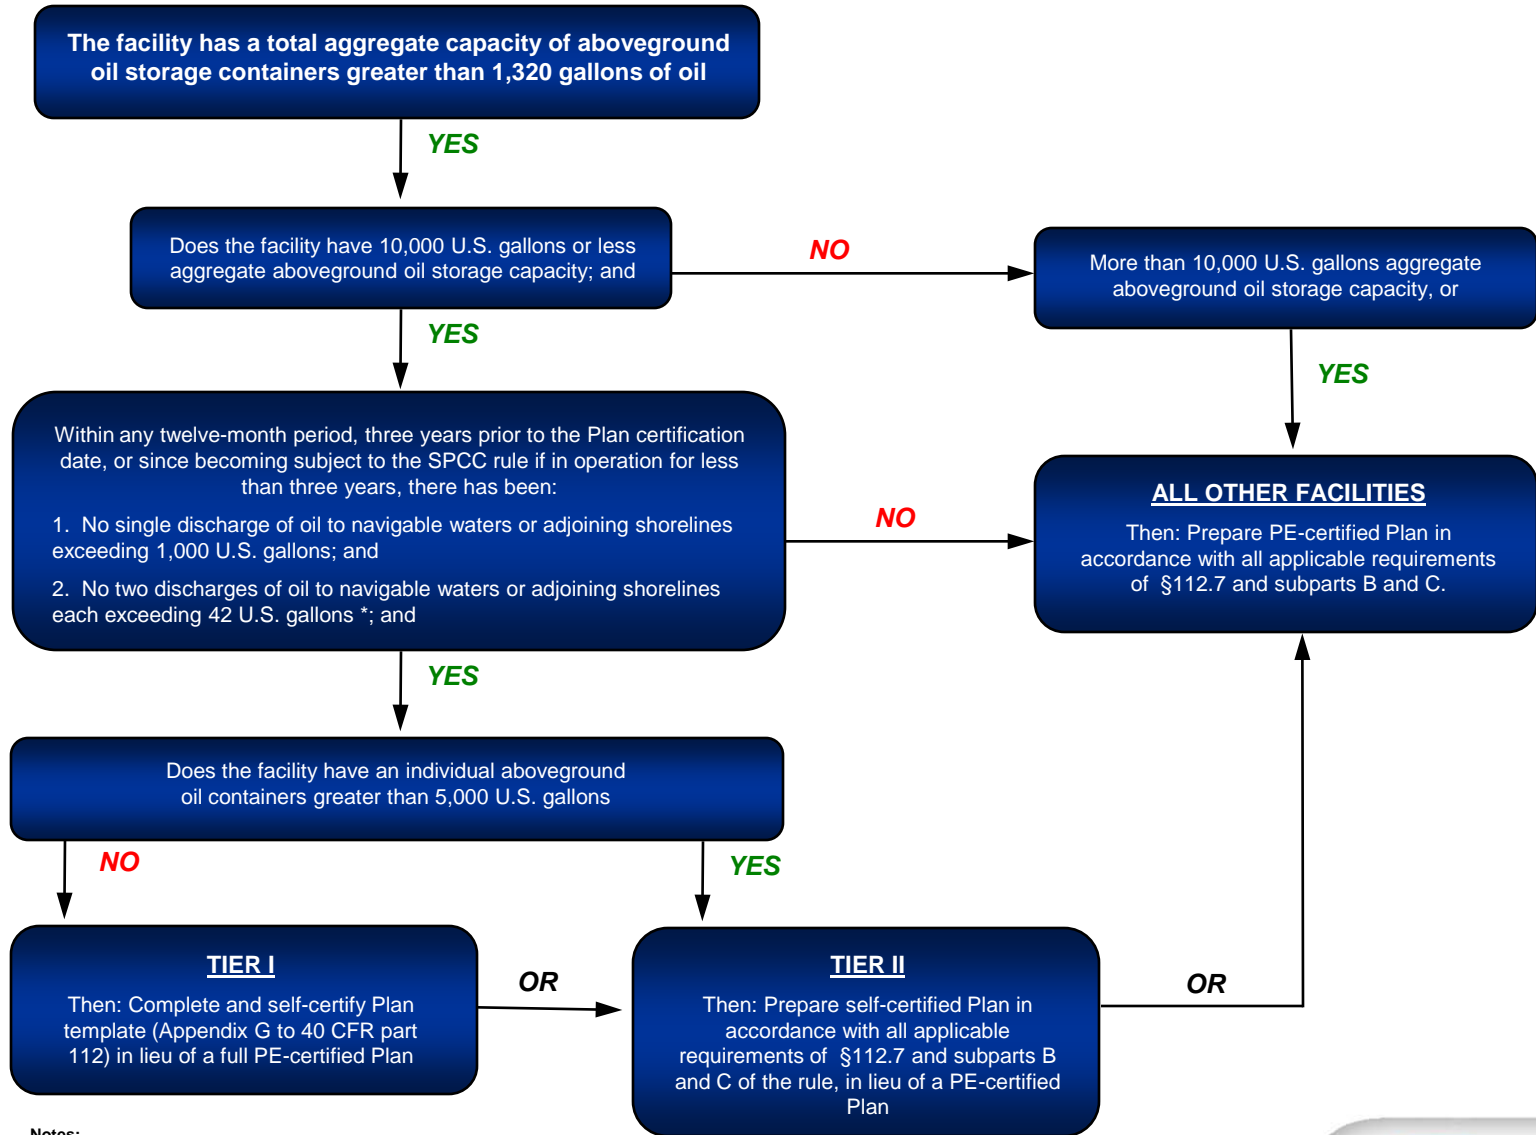 The facility has a total aggregate capacity of aboveground
oil storage containers greater than 1,320 gallons of oil
YES
Does the facility have 10,000 U.S. gallons or less
aggregate aboveground oil storage capacity; and
NO
More than 10,000 U.S. gallons aggregate
aboveground oil storage capacity, or
YES
YES
Within any twelve-month period, three years prior to the Plan certification
date, or since becoming subject to the SPCC rule if in operation for less
than three years, there has been:
1. No single discharge of oil to navigable waters or adjoining shorelines
exceeding 1,000 U.S. gallons; and
2. No two discharges of oil to navigable waters or adjoining shorelines
each exceeding 42 U.S. gallons *; and
NO
ALL OTHER FACILITIES
Then: Prepare PE-certified Plan in
accordance with all applicable requirements
of §112.7 and subparts B and C.
YES
Does the facility have an individual aboveground
oil containers greater than 5,000 U.S. gallons
NO
YES
TIER I
Then: Complete and self-certify Plan
template (Appendix G to 40 CFR part
112) in lieu of a full PE-certified Plan
OR
TIER II
Then: Prepare self-certified Plan in
accordance with all applicable
requirements of §112.7 and subparts B
and C of the rule, in lieu of a PE-certified
Plan
OR
Notes: